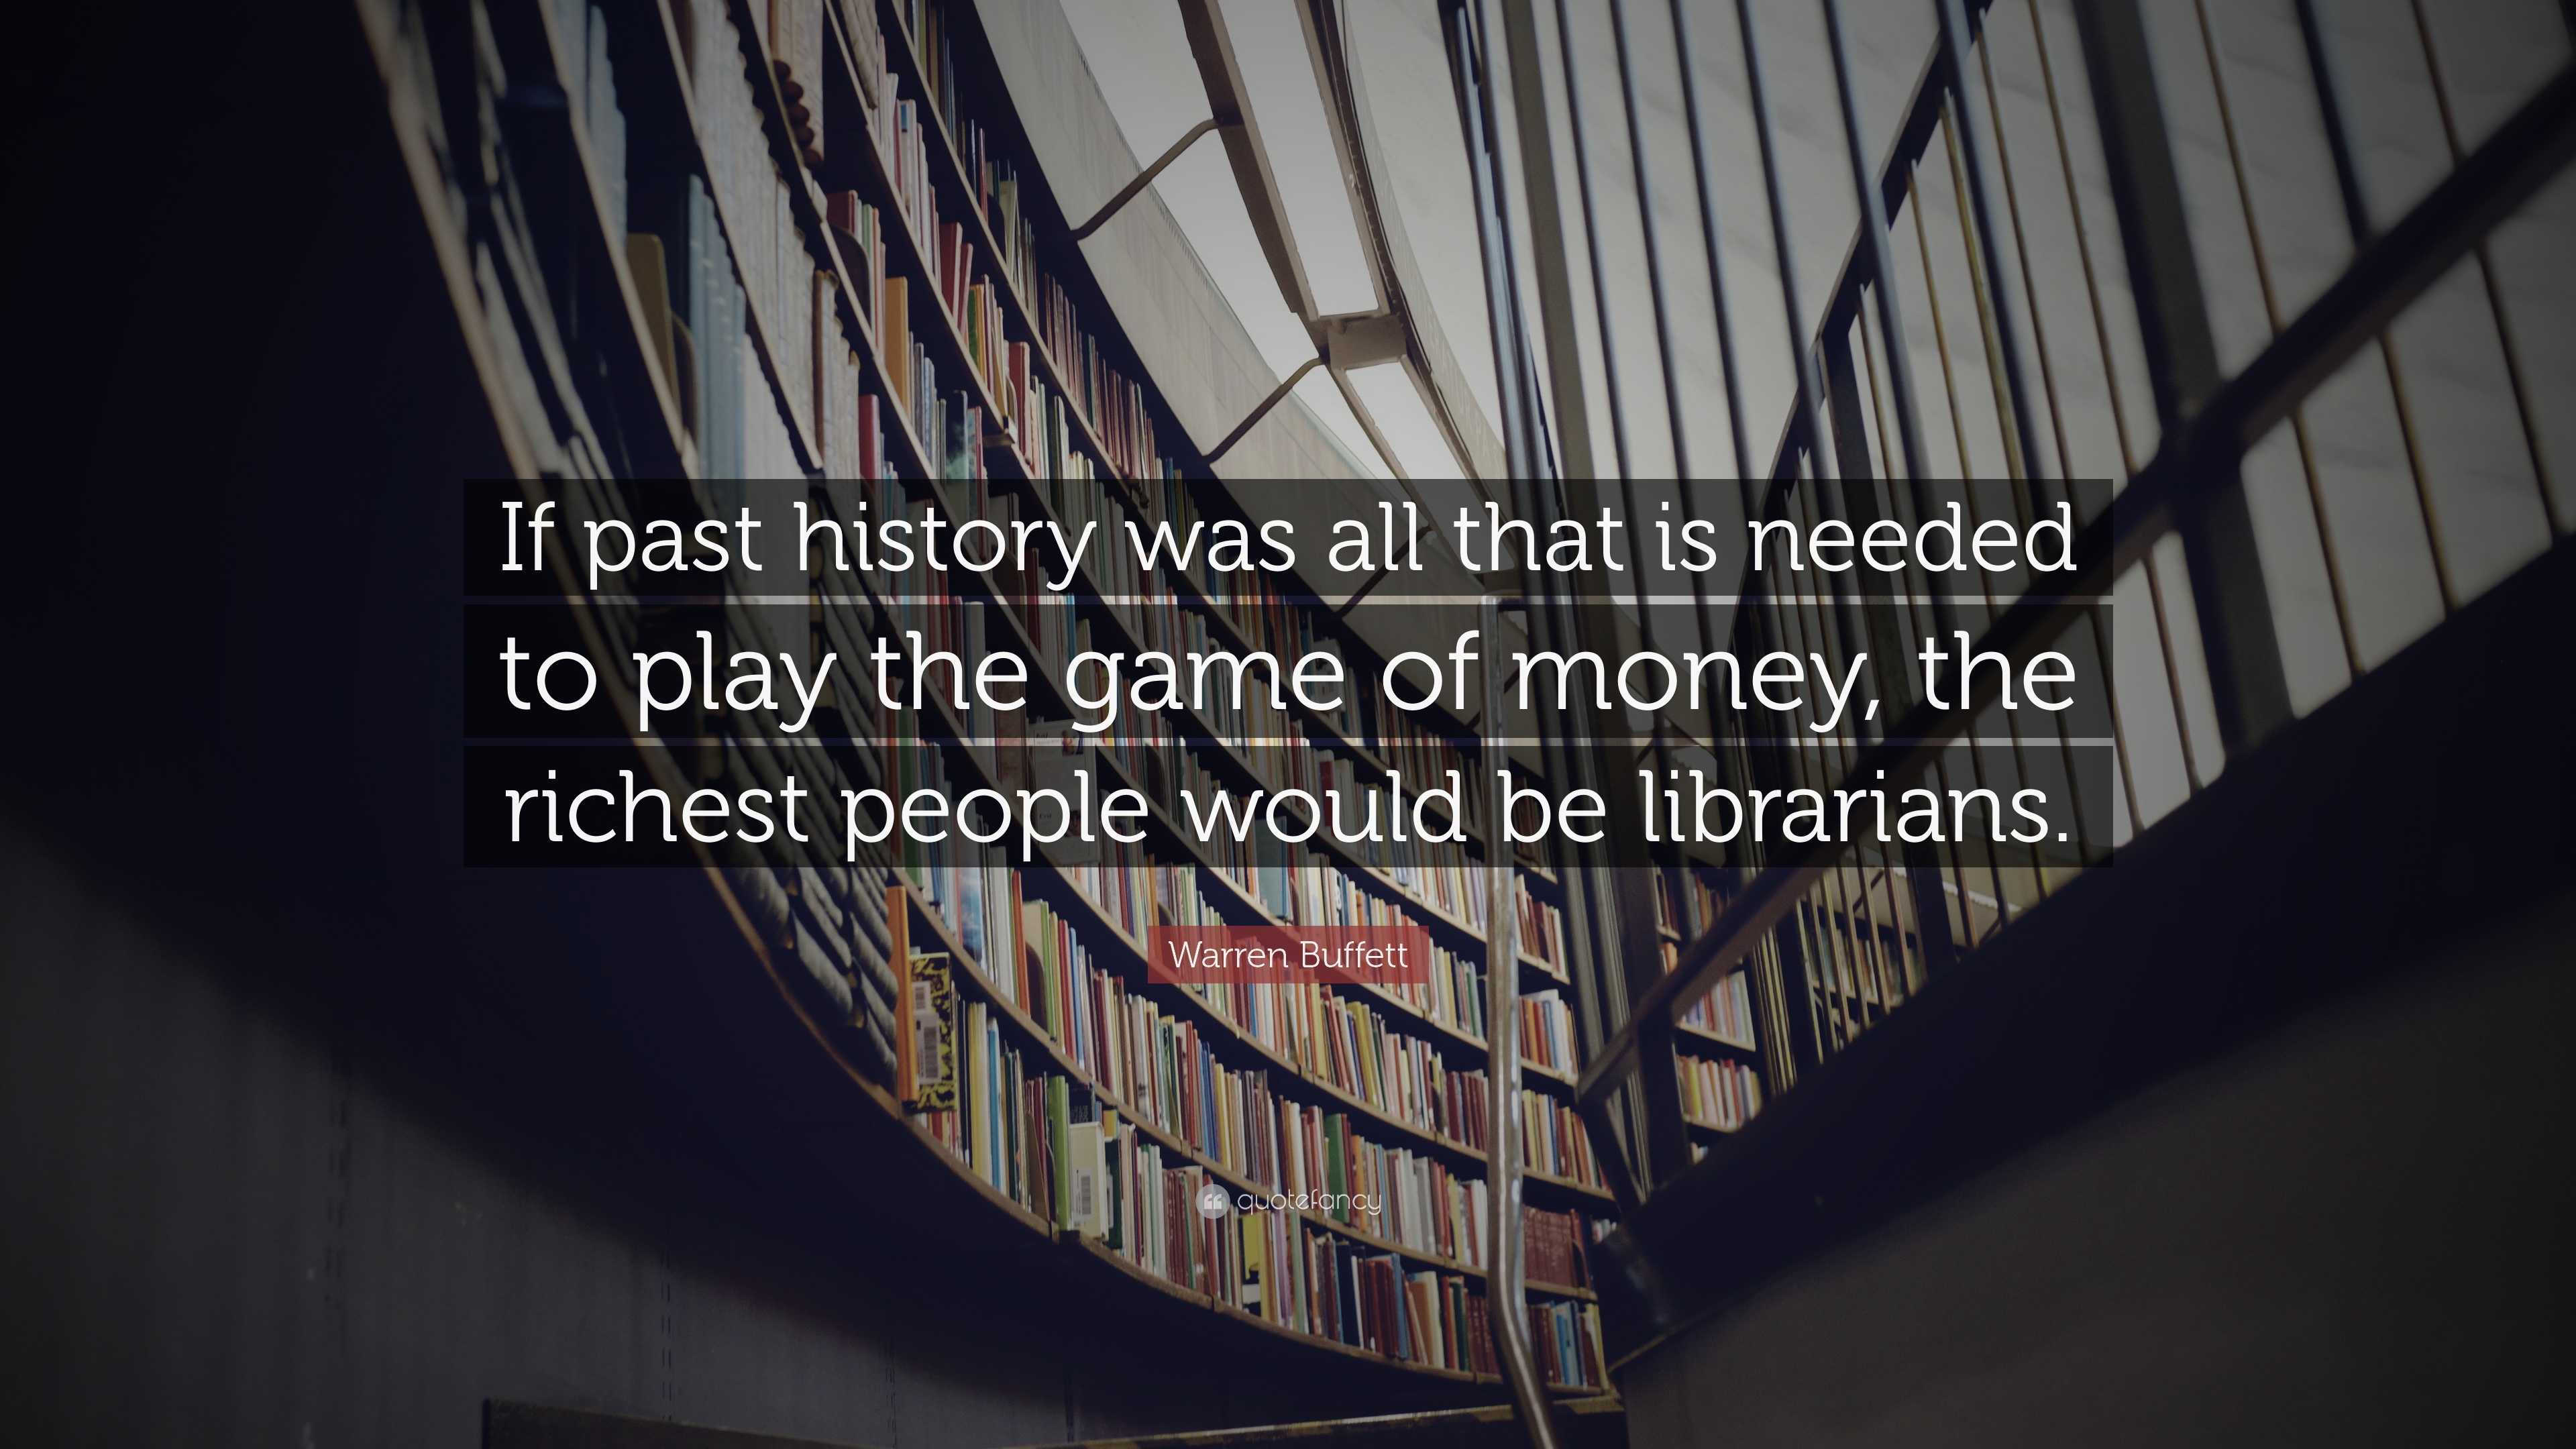 If past history was all that is needed
to play the game of money, the
richest people would be librarians.
Warren Buffett
quotefancy